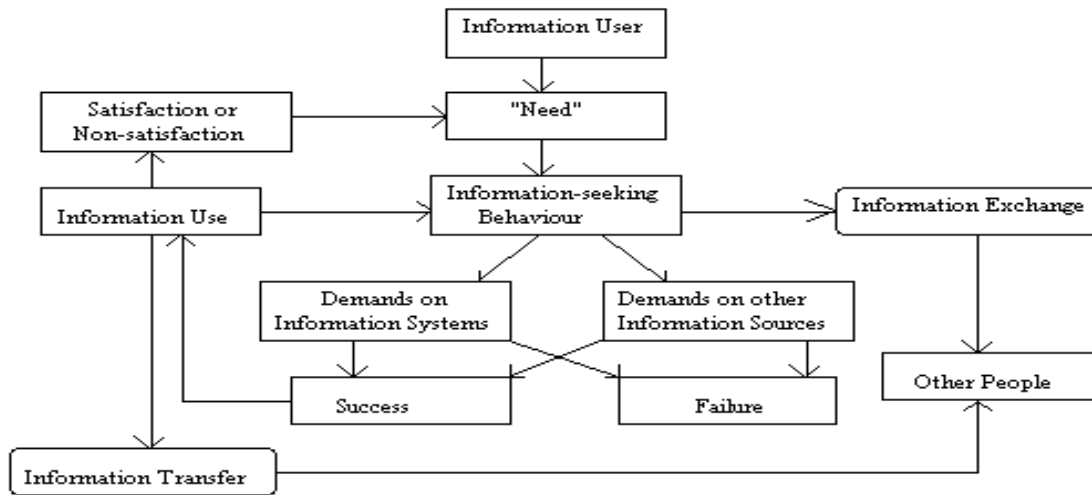 Information User
Satisfaction or
Non-satisfaction
"Need"
Information Use
Information-seeking
Behaviour
Information Exchange
Demands on
Information Systems
Demands on other
Information Sources
Success
Failure
Other People
Information Transfer